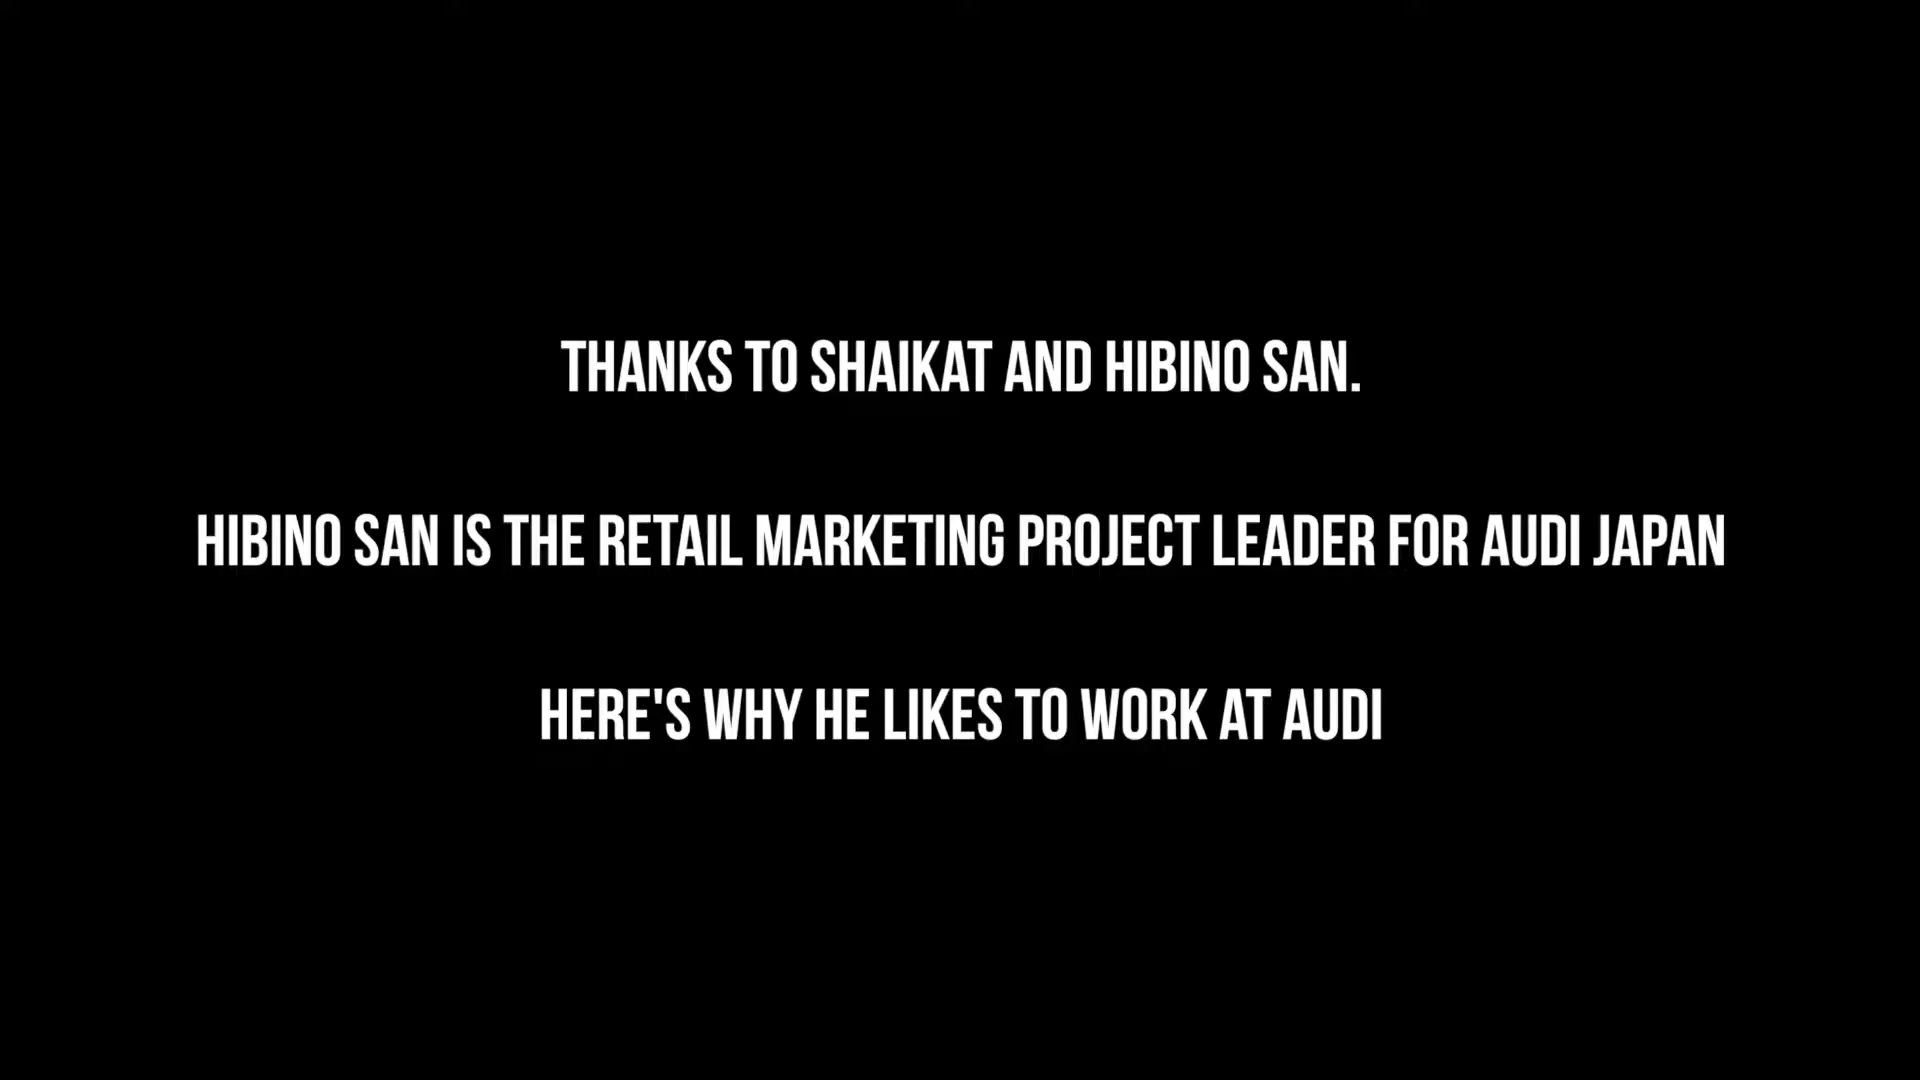 THANKS TO SHAIKAT AND HIBINO SAN.
HIBINO SAN IS THE RETAIL MARKETING PROJECT LEADER FOR AUDI JAPAN
HERE'S WHY HE LIKES TO WORK AT AUDI